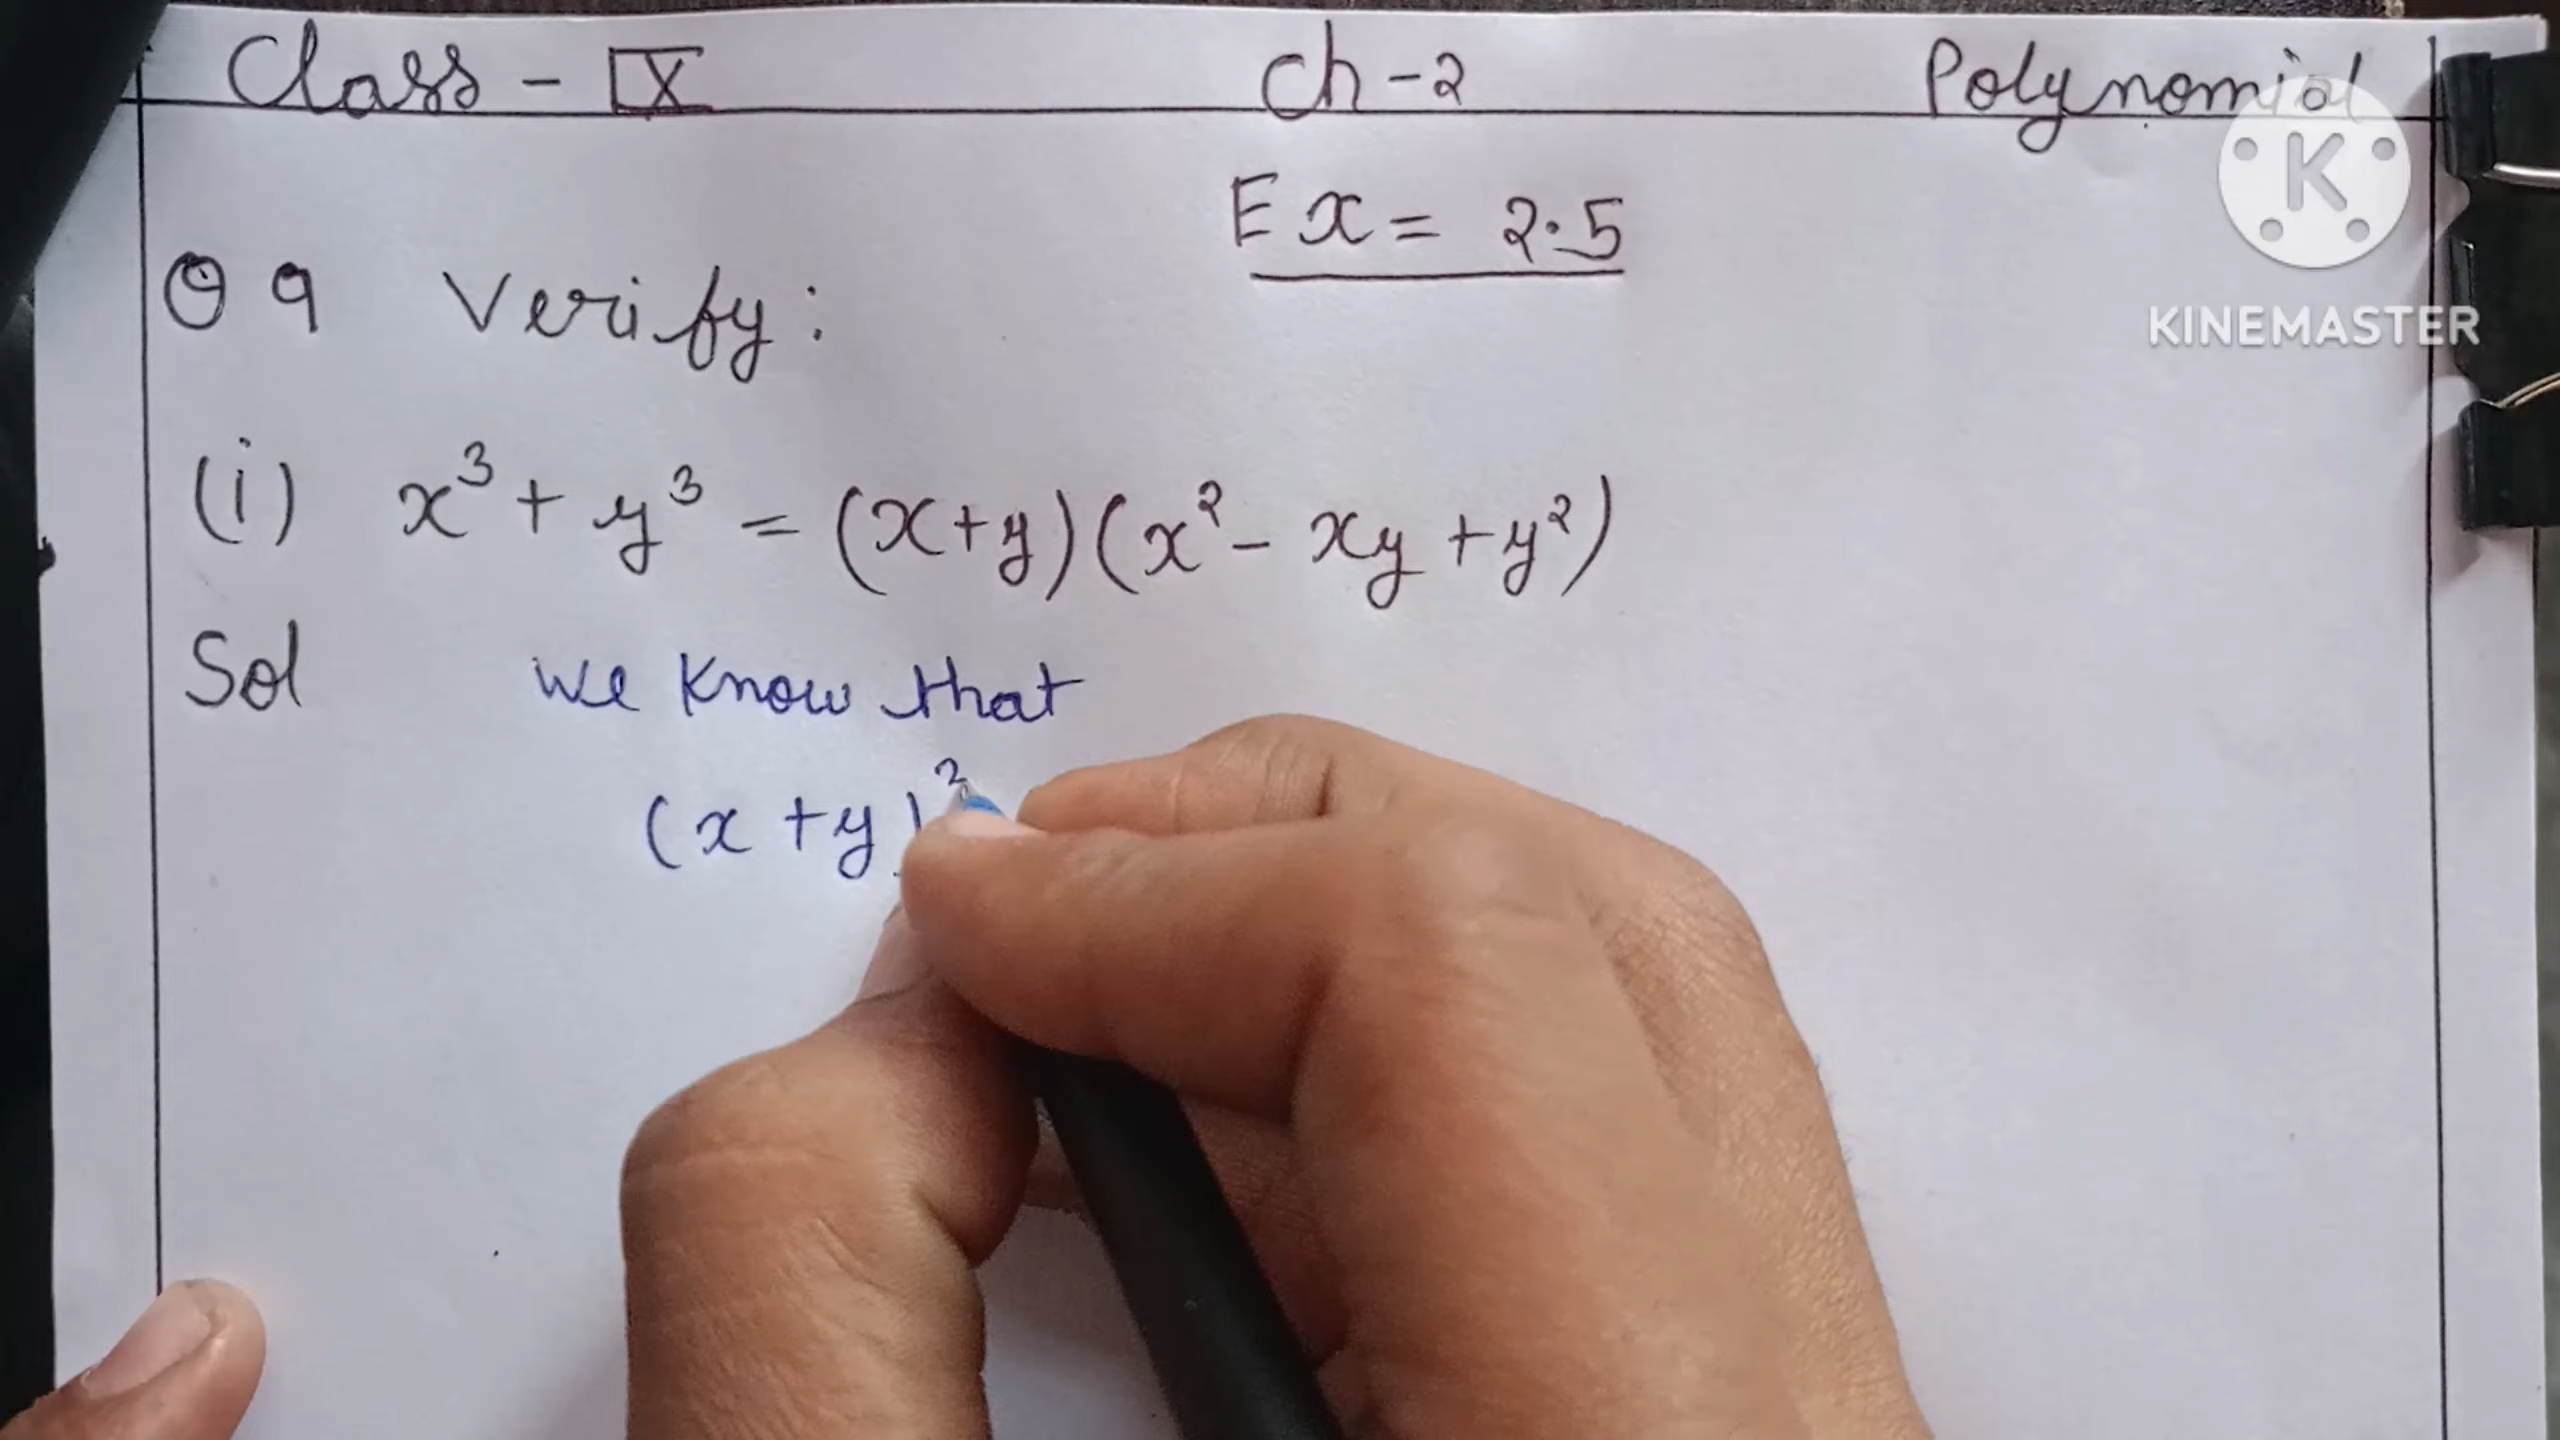 Class - IX Ch-2 Polynomial
Ex = 2.5
Q 9 Verify:
(i) x³ + y³ = (x+y)(x² - xy + y²)
Sol We Know that
(x + y)
K
KINEMASTER